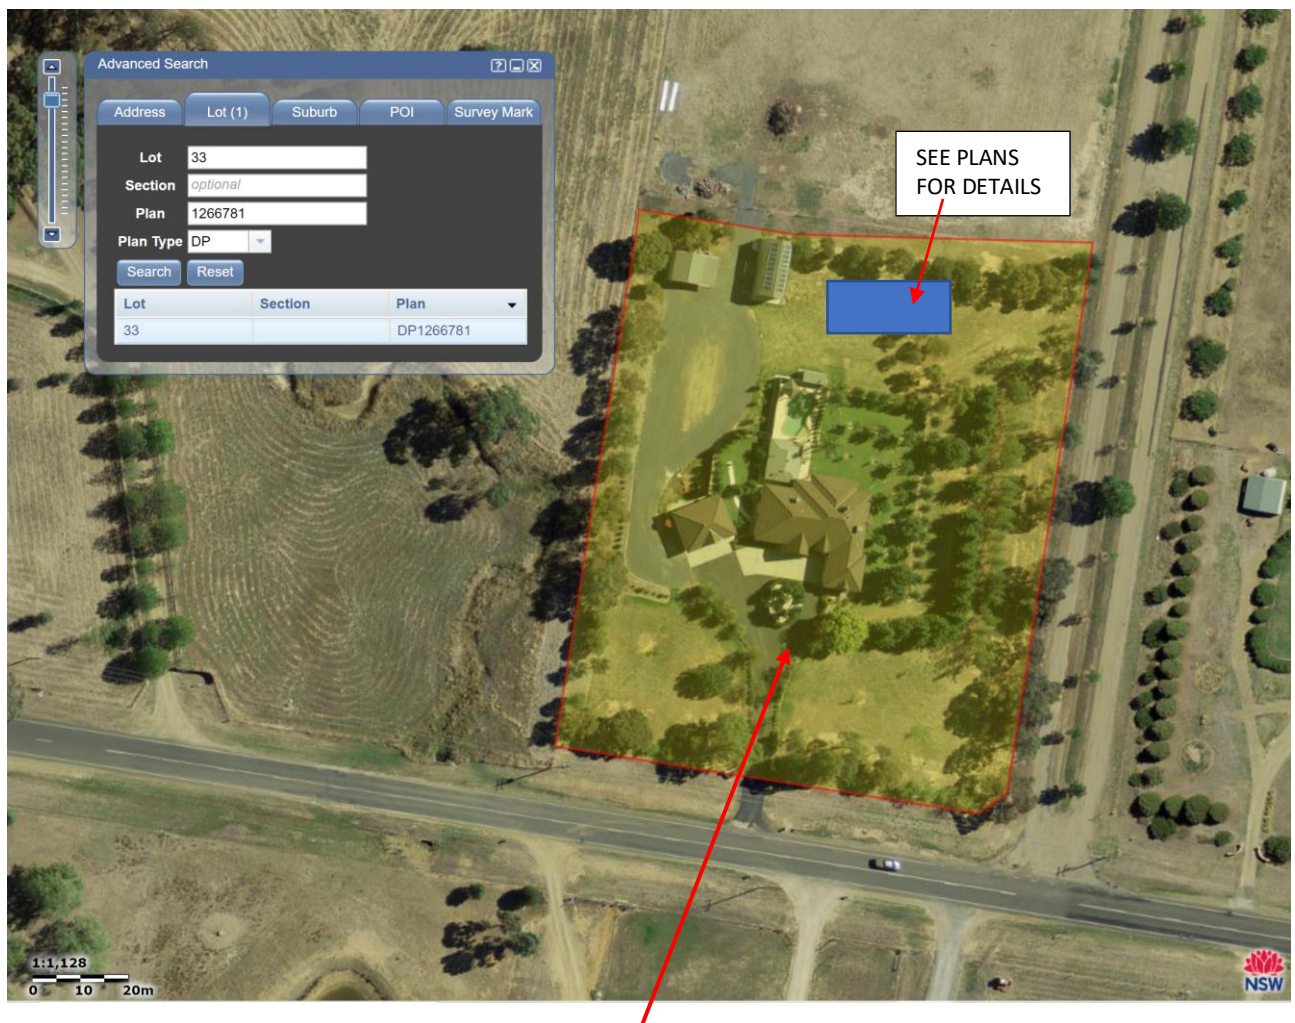 Advanced Search
Address Lot (1) Suburb POI Survey Mark
Lot 33
Section optional
Plan 1266781
Plan Type DP
Search Reset
Lot Section Plan
33 DP1266781
SEE PLANS
FOR DETAILS
1:1,128
0 10 20m
NSW